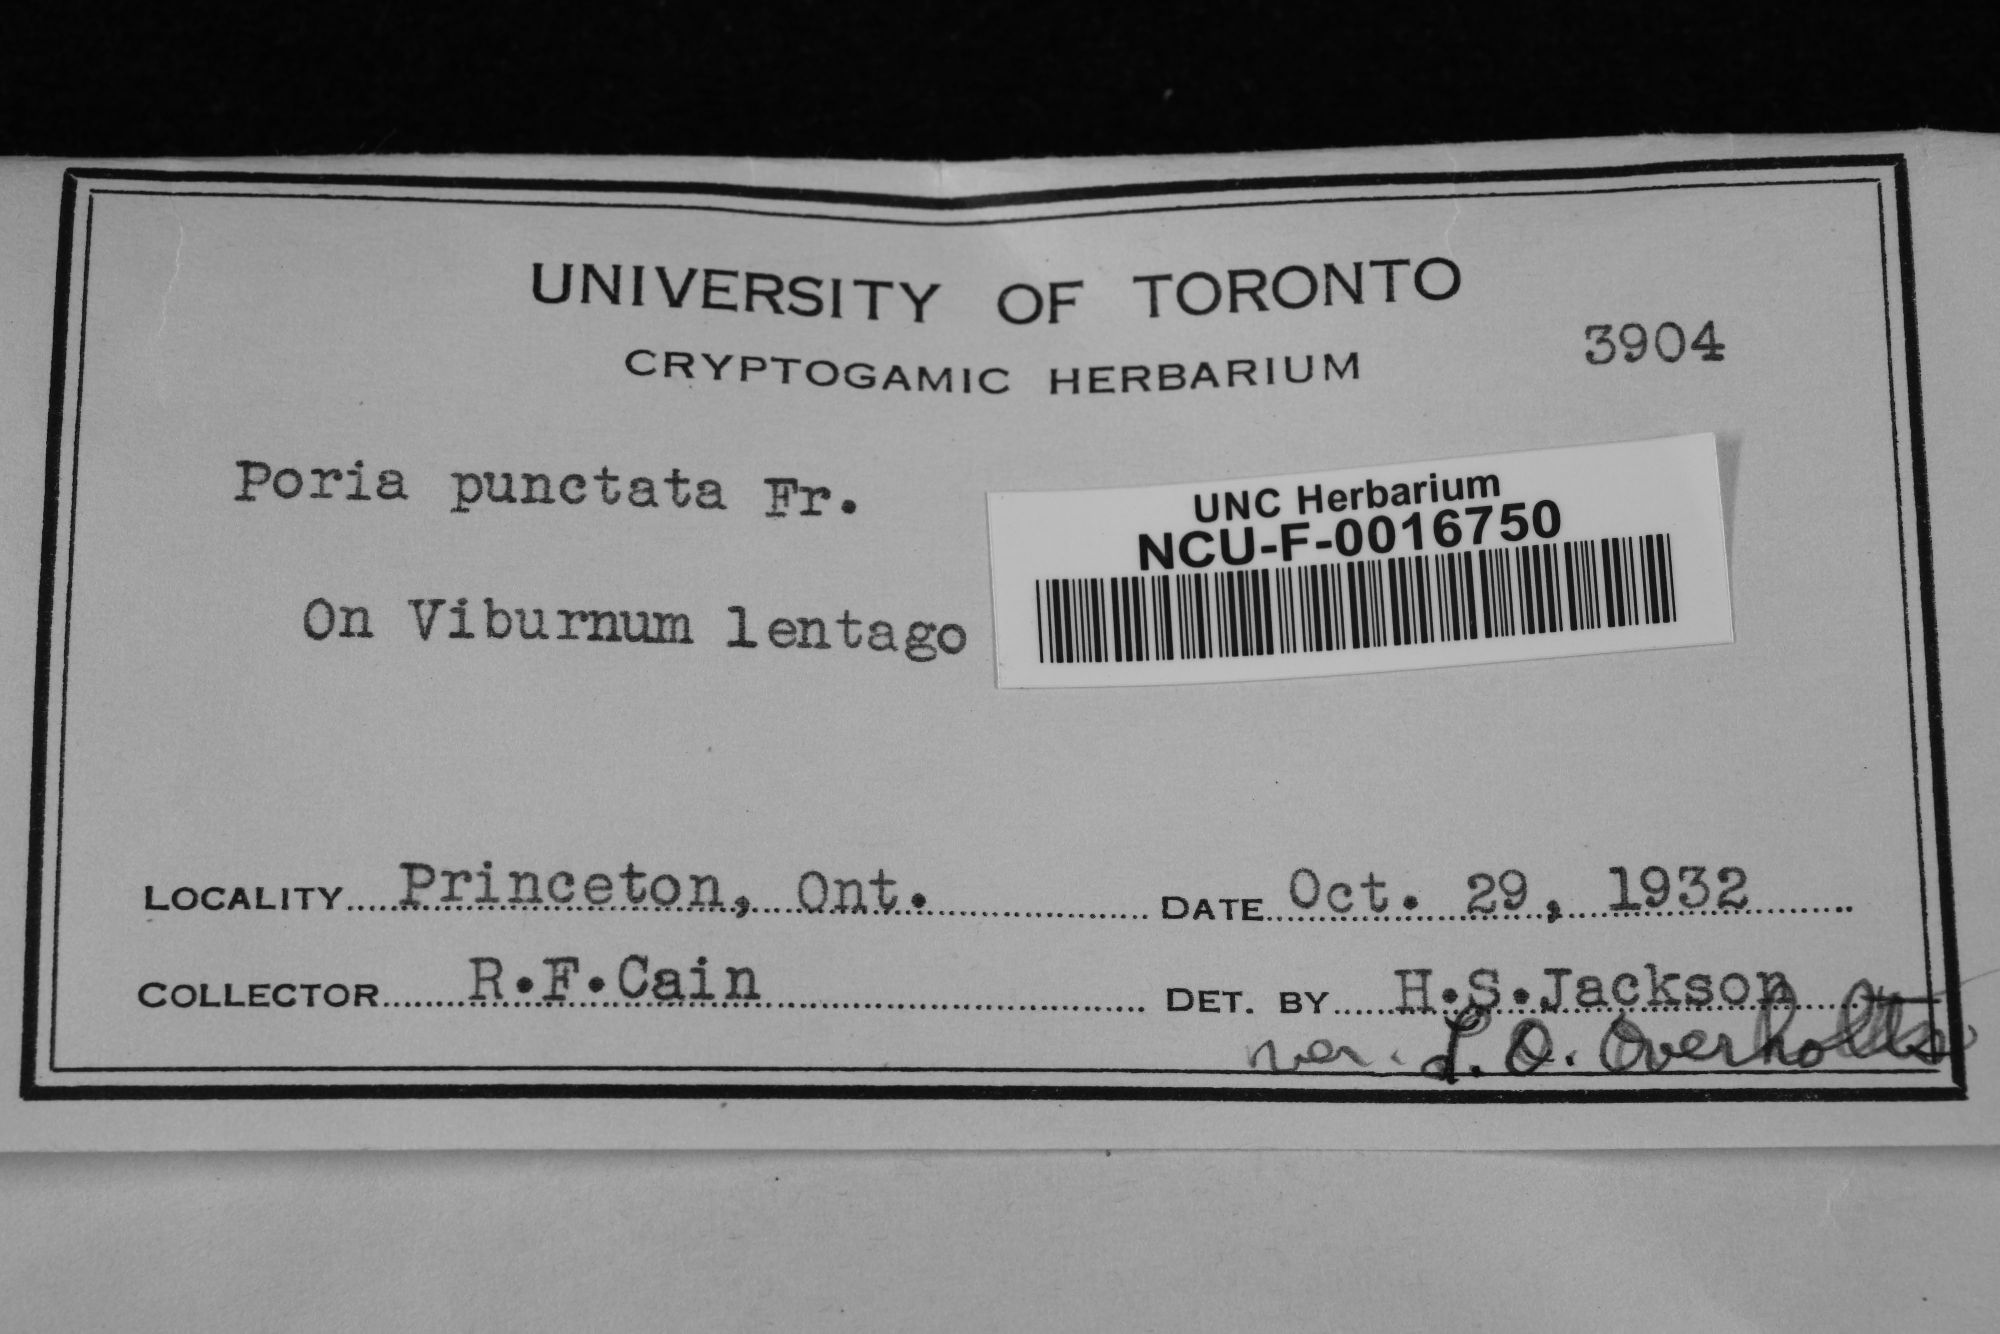 UNIVERSITY OF TORONTO
CRYPTOGAMIC HERBARIUM
3904
Poria punctata Fr.
UNC Herbarium
NCU-F-0016750
On Viburnum lentago
LOCALITY Princeton, Ont. DATE Oct. 29, 1932
COLLECTOR R.F.Cain DET. BY H.S.Jackson
ver. L.O. Overholts